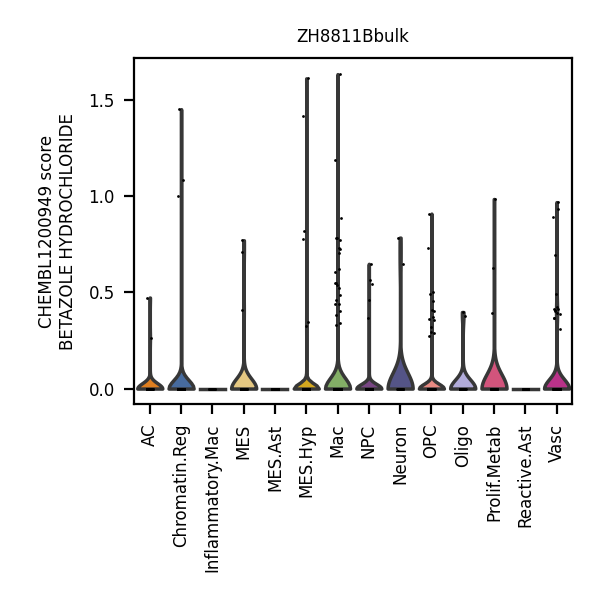 ZH8811Bbulk
CHEMBL1200949 score
BETAZOLE HYDROCHLORIDE
1.5
1.0
0.5
0.0
AC
Chromatin.Reg
Inflammatory.Mac
MES
MES.Ast
MES.Hyp
Mac
NPC
Neuron
OPC
Oligo
Prolif.Metab
Reactive.Ast
Vasc